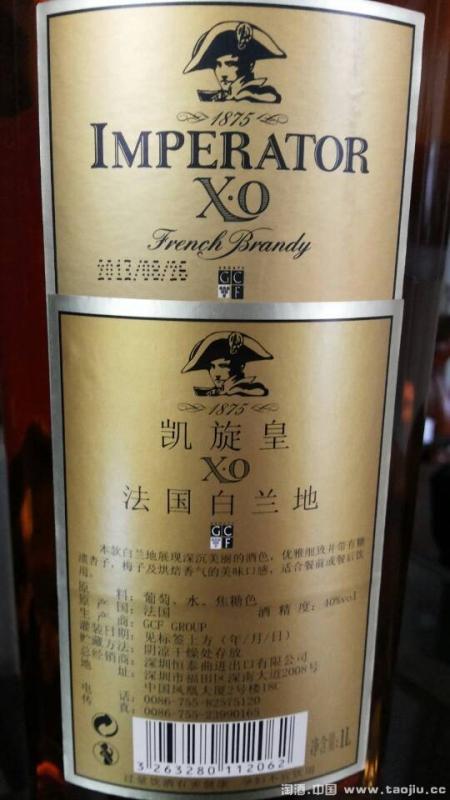 1875
IMPERATOR
X·O
French Brandy
2013/03/25
GCF
1875
凯旋皇
X·O
法国白兰地
GCF
本款白兰地展现深沉美丽的酒色，优雅细致并带有糖
渍杏子，梅子及烘焙香气的美味口感，适合餐前或餐后饮
用。
原料：葡萄、水、焦糖色
原产国：法国 酒精度：40%vol
生产商：GCF GROUP
灌装日期：见标签上方（年/月/日）
贮藏方法：阴凉干燥处存放
总经销商：深圳恒泰曲进出口有限公司
地址：深圳市福田区深南大道2008号
中国凤凰大厦2号楼18C
电话：0086-755-82575120
传真：0086-755-23990165
净含量：1L
3 263280 112062
淘酒.中国 www.taojiu.cc